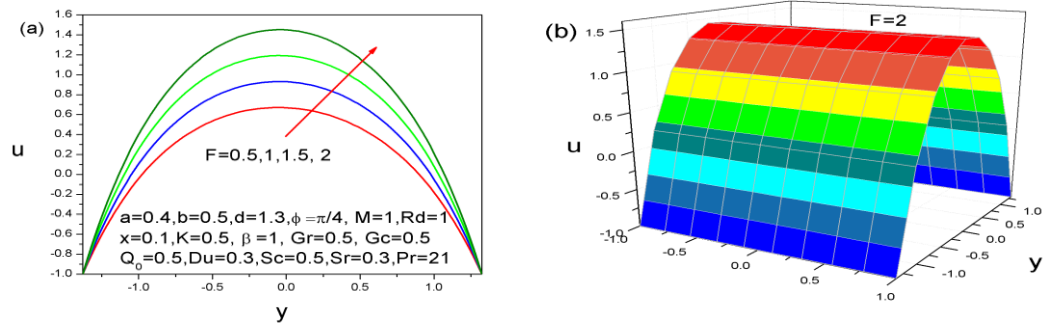 (a)
1.6
1.4
1.2
1.0
0.8
0.6
0.4
0.2
0.0
-0.2
-0.4
-0.6
-0.8
-1.0
u
F=0.5,1,1.5, 2
a=0.4,b=0.5,d=1.3,ϕ=π/4, M=1,Rd=1
x=0.1,K=0.5, β=1, Gr=0.5, Gc=0.5
Q₀=0.5,Du=0.3,Sc=0.5,Sr=0.3,Pr=21
-1.0 -0.5 0.0 0.5 1.0
y
(b)
F=2
1.5
1.0
0.5
0.0
-0.5
-1.0
u
-1.0
-0.5
0.0
0.5
1.0
-1.0
-0.5
0.0
0.5
1.0
y